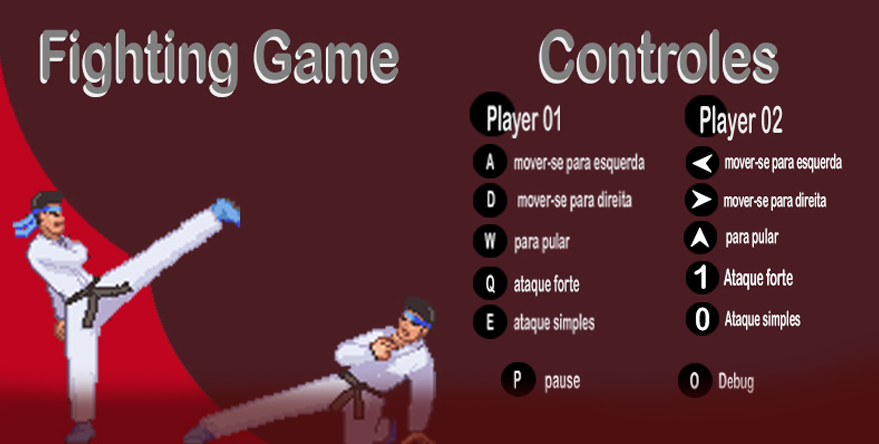 Fighting Game
Controles
Player 01
A mover-se para esquerda
D mover-se para direita
W para pular
Q ataque forte
E ataque simples
Player 02
mover-se para esquerda
mover-se para direita
para pular
1 Ataque forte
0 Ataque simples
P pause
O Debug